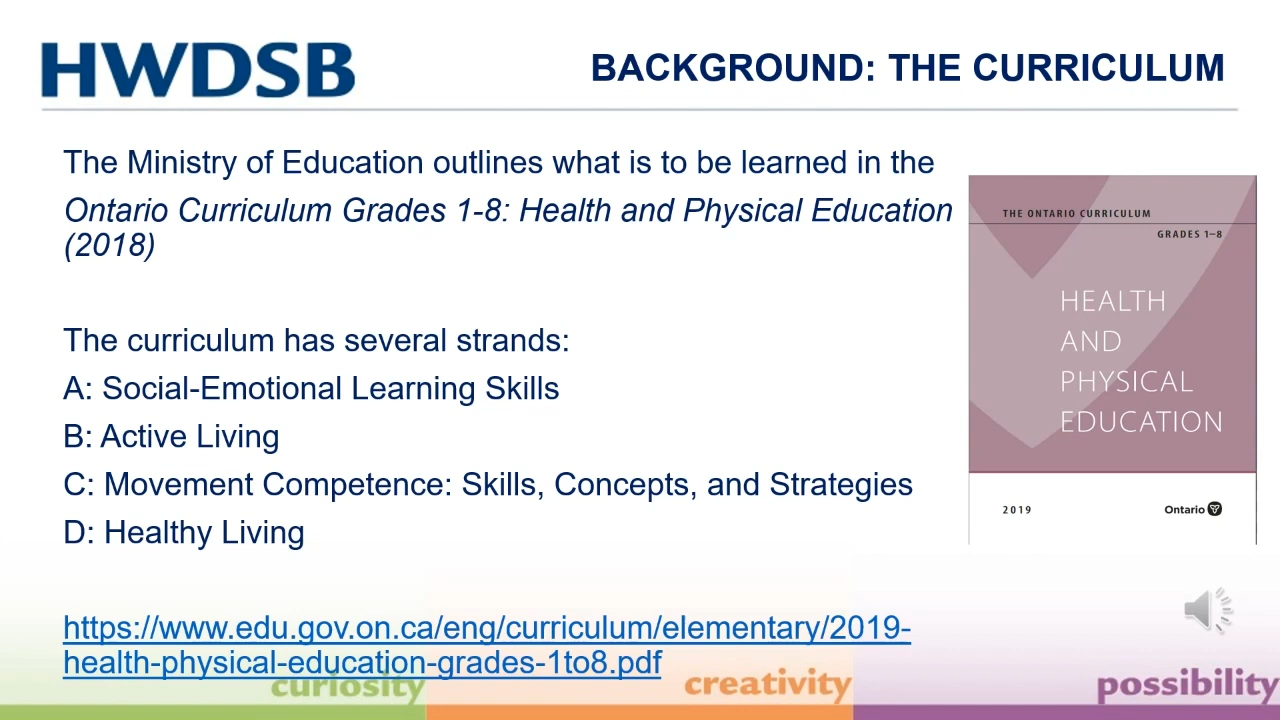 HWDSB
BACKGROUND: THE CURRICULUM
The Ministry of Education outlines what is to be learned in the
Ontario Curriculum Grades 1-8: Health and Physical Education
(2018)
The curriculum has several strands:
A: Social-Emotional Learning Skills
B: Active Living
C: Movement Competence: Skills, Concepts, and Strategies
D: Healthy Living
https://www.edu.gov.on.ca/eng/curriculum/elementary/2019-
health-physical-education-grades-1to8.pdf
THE ONTARIO CURRICULUM
GRADES 1–8
HEALTH
AND
PHYSICAL
EDUCATION
2019
Ontario
curiosity
creativity
possibility